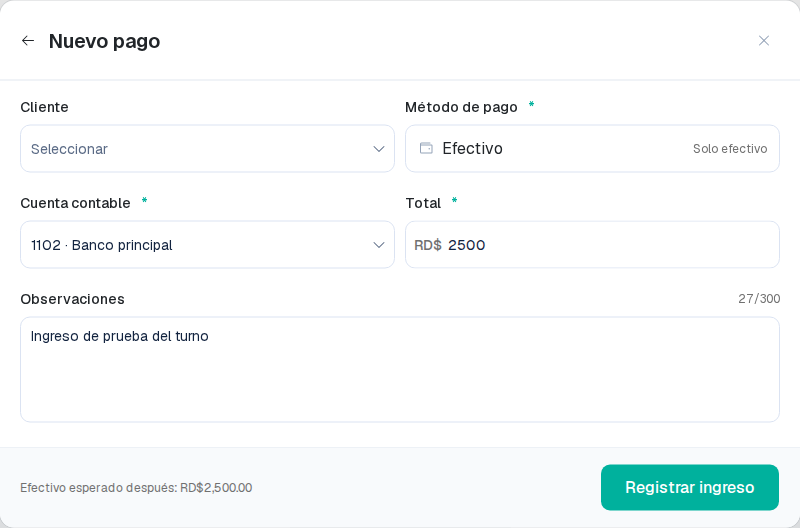 Nuevo pago
Cliente
Método de pago *
Seleccionar
Efectivo
Solo efectivo
Cuenta contable *
Total *
1102 · Banco principal
RD$ 2500
Observaciones
27/300
Ingreso de prueba del turno
Efectivo esperado después: RD$2,500.00
Registrar ingreso